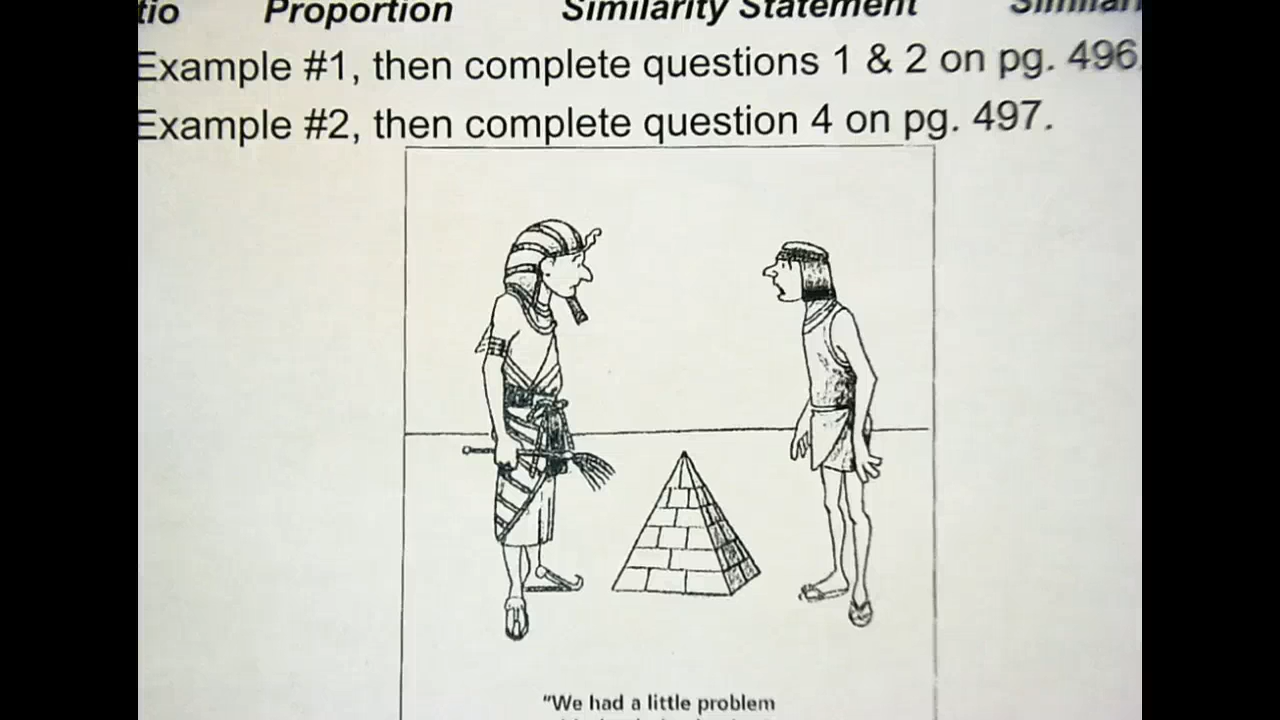 tio Proportion Similarity Statement
Example #1, then complete questions 1 & 2 on pg. 496
Example #2, then complete question 4 on pg. 497.
"We had a little problem